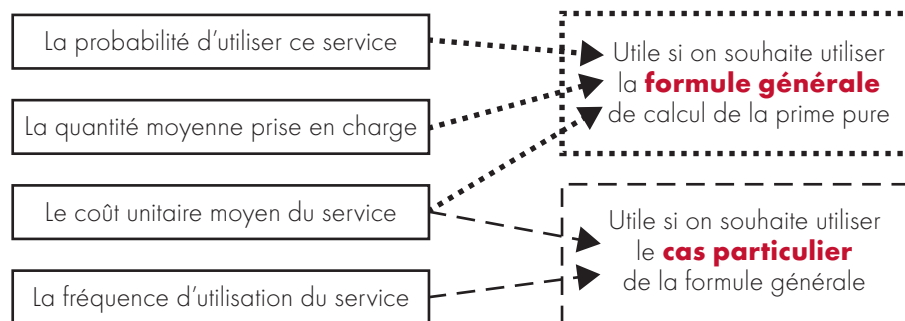 La probabilité d’utiliser ce service
La quantité moyenne prise en charge
Le coût unitaire moyen du service
La fréquence d’utilisation du service
Utile si on souhaite utiliser
la formule générale
de calcul de la prime pure
Utile si on souhaite utiliser
le cas particulier
de la formule générale